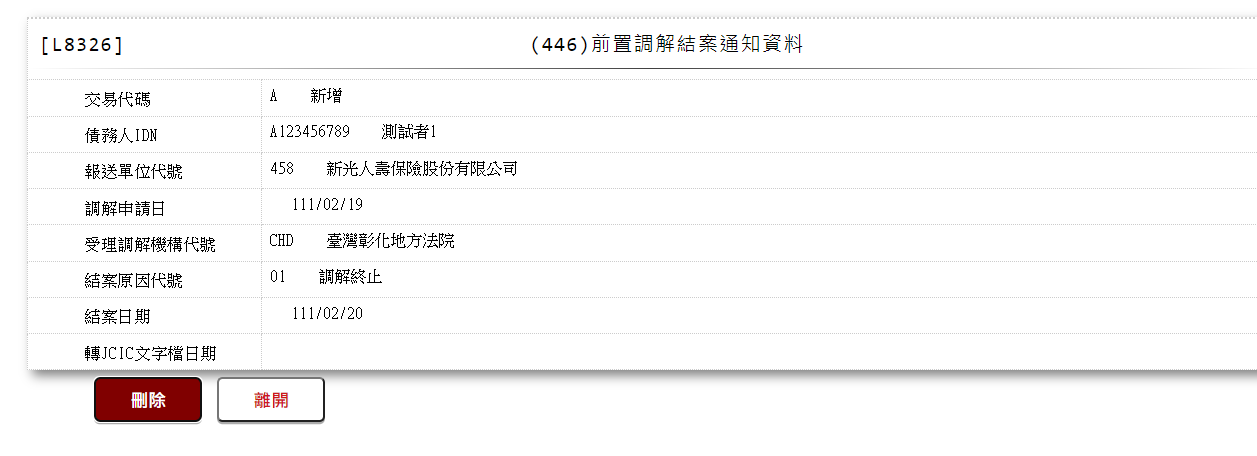 [L8326] (446)前置調解結案通知資料
交易代碼 A 新增
債務人IDN A123456789 測試者1
報送單位代號 458 新光人壽保險股份有限公司
調解申請日 111/02/19
受理調解機構代號 CHD 臺灣彰化地方法院
結案原因代號 01 調解終止
結案日期 111/02/20
轉JCIC文字檔日期
刪除 離開